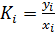 K_i = y_i / x_i